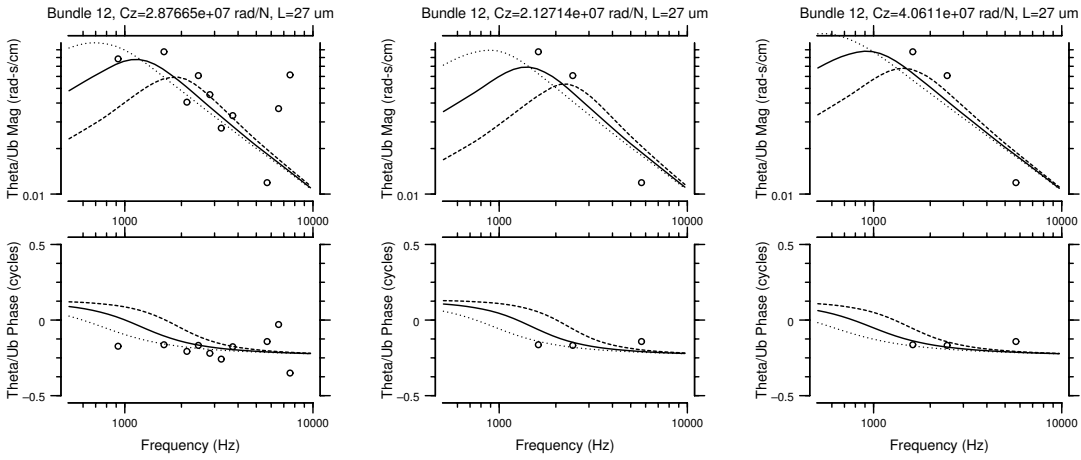 Bundle 12, Cz=2.87665e+07 rad/N, L=27 um
Theta/Ub Mag (rad-s/cm)
0.01
1000
10000
Theta/Ub Phase (cycles)
0.5
0
−0.5
1000
10000
Frequency (Hz)
Bundle 12, Cz=2.12714e+07 rad/N, L=27 um
Theta/Ub Mag (rad-s/cm)
0.01
1000
10000
Theta/Ub Phase (cycles)
0.5
0
−0.5
1000
10000
Frequency (Hz)
Bundle 12, Cz=4.0611e+07 rad/N, L=27 um
Theta/Ub Mag (rad-s/cm)
0.01
1000
10000
Theta/Ub Phase (cycles)
0.5
0
−0.5
1000
10000
Frequency (Hz)